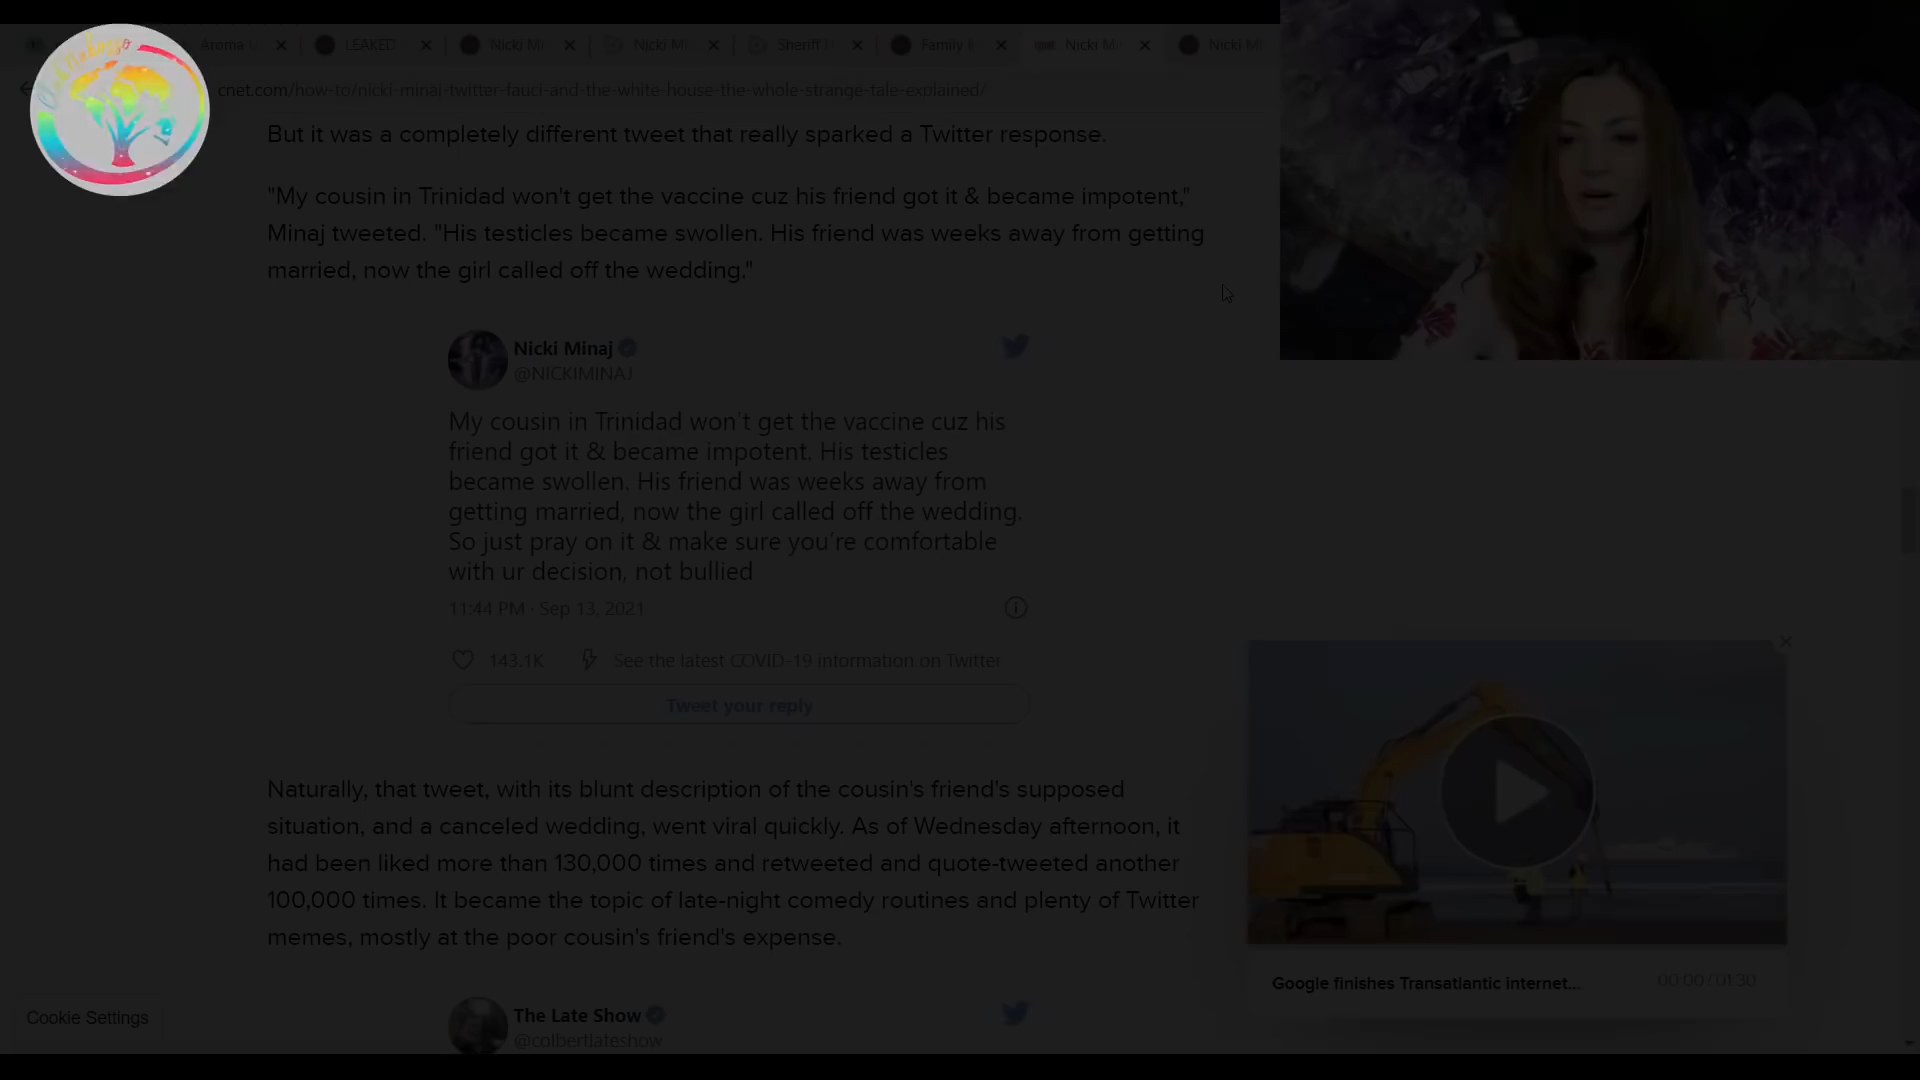 Aroma
LEAKED
Nicki Mi
Nicki Mi...
Sheriff
Family
Nicki Mi
Nicki M
cnet.com/how-to/nicki-minaj-twitter-fauci-and-the-white-house-the-whole-strange-tale-explained/
But it was a completely different tweet that really sparked a Twitter response.
"My cousin in Trinidad won't get the vaccine cuz his friend got it & became impotent,"
Minaj tweeted. "His testicles became swollen. His friend was weeks away from getting
married, now the girl called off the wedding."
Nicki Minaj
@NICKIMINAJ
My cousin in Trinidad won't get the vaccine cuz his
friend got it & became impotent. His testicles
became swollen. His friend was weeks away from
getting married, now the girl called off the wedding.
So just pray on it & make sure you're comfortable
with ur decision, not bullied
11:44 PM · Sep 13, 2021
143.1K See the latest COVID-19 information on Twitter
Tweet your reply
Naturally, that tweet, with its blunt description of the cousin's friend's supposed
situation, and a canceled wedding, went viral quickly. As of Wednesday afternoon, it
had been liked more than 130,000 times and retweeted and quote-tweeted another
100,000 times. It became the topic of late-night comedy routines and plenty of Twitter
memes, mostly at the poor cousin's friend's expense.
Google finishes Transatlantic internet...
00:00 / 01:30
Cookie Settings
The Late Show
@colbertlateshow